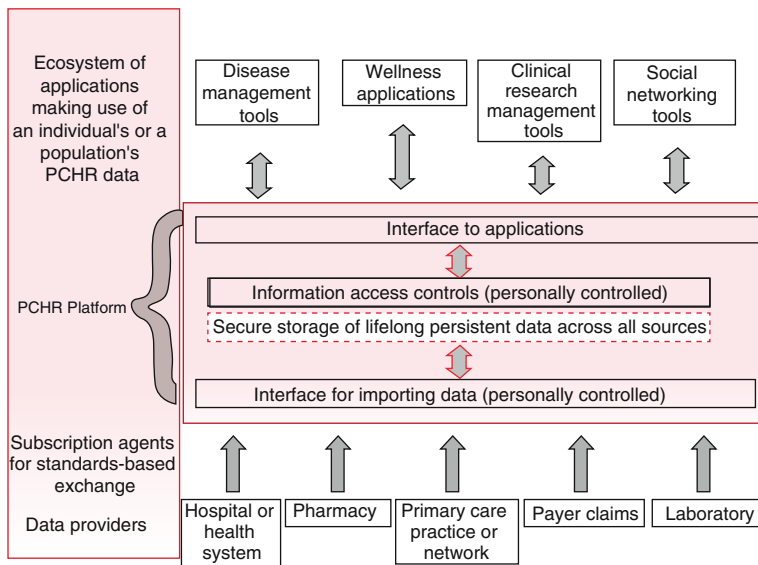 Ecosystem of
applications
making use of
an individual's or a
population's
PCHR data
Disease
management
tools
Wellness
applications
Clinical
research
management
tools
Social
networking
tools
PCHR Platform
Interface to applications
Information access controls (personally controlled)
Secure storage of lifelong persistent data across all sources
Interface for importing data (personally controlled)
Subscription agents
for standards-based
exchange
Data providers
Hospital or
health
system
Pharmacy
Primary care
practice or
network
Payer claims
Laboratory